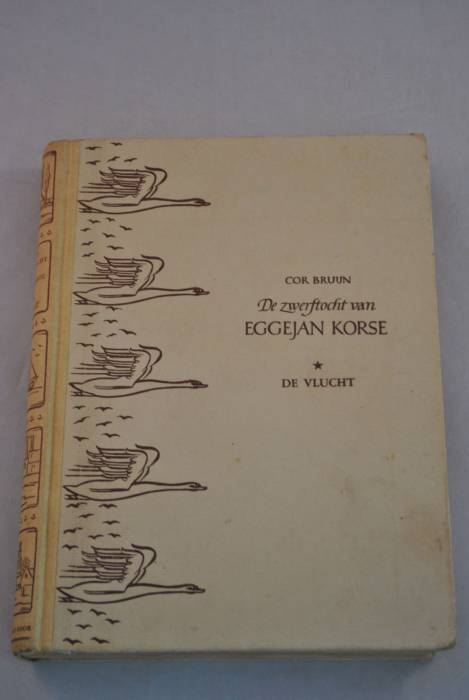 COR BRUIJN
De zwerftocht van
EGGEJAN KORSE
★
DE VLUCHT